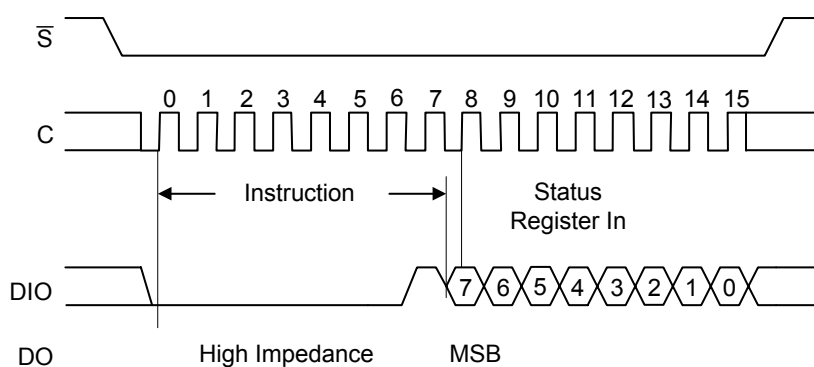 S̅
0 1 2 3 4 5 6 7 8 9 10 11 12 13 14 15
C
Instruction
Status
Register In
DIO
7 6 5 4 3 2 1 0
DO
High Impedance
MSB